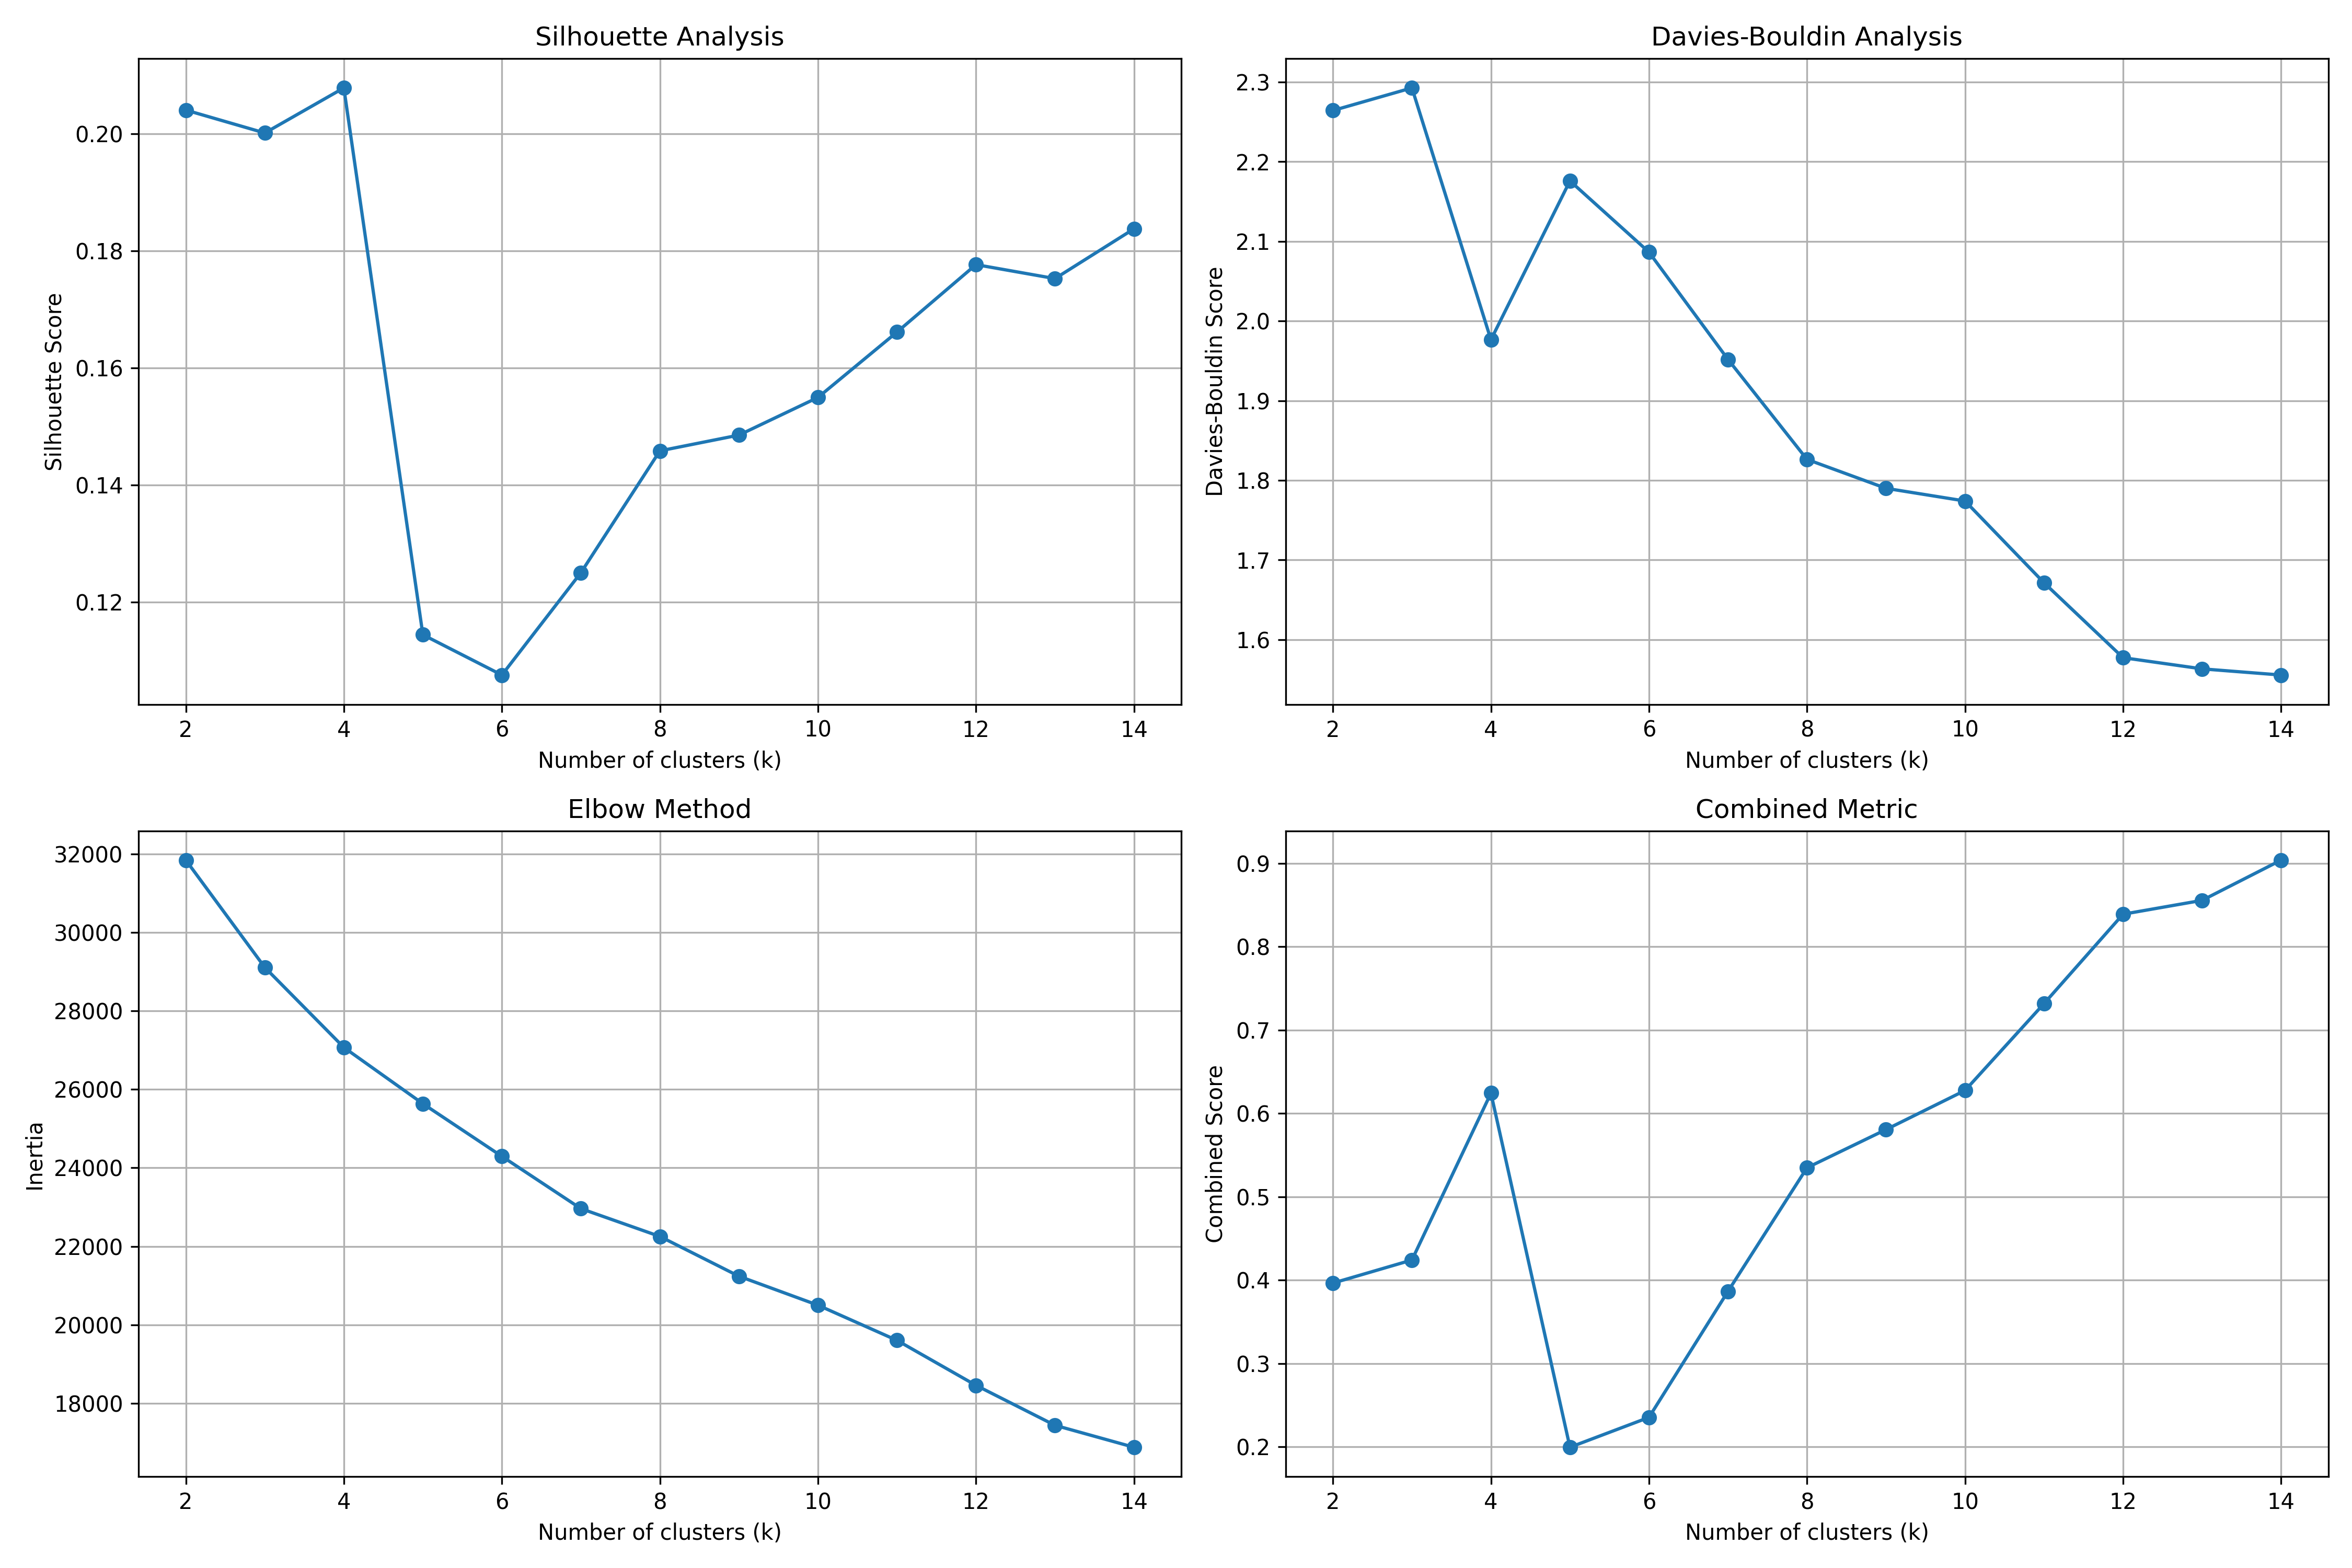 Silhouette Analysis
Silhouette Score
0.20
0.18
0.16
0.14
0.12
2 4 6 8 10 12 14
Number of clusters (k)
Davies-Bouldin Analysis
Davies-Bouldin Score
2.3
2.2
2.1
2.0
1.9
1.8
1.7
1.6
2 4 6 8 10 12 14
Number of clusters (k)
Elbow Method
Inertia
32000
30000
28000
26000
24000
22000
20000
18000
2 4 6 8 10 12 14
Number of clusters (k)
Combined Metric
Combined Score
0.9
0.8
0.7
0.6
0.5
0.4
0.3
0.2
2 4 6 8 10 12 14
Number of clusters (k)